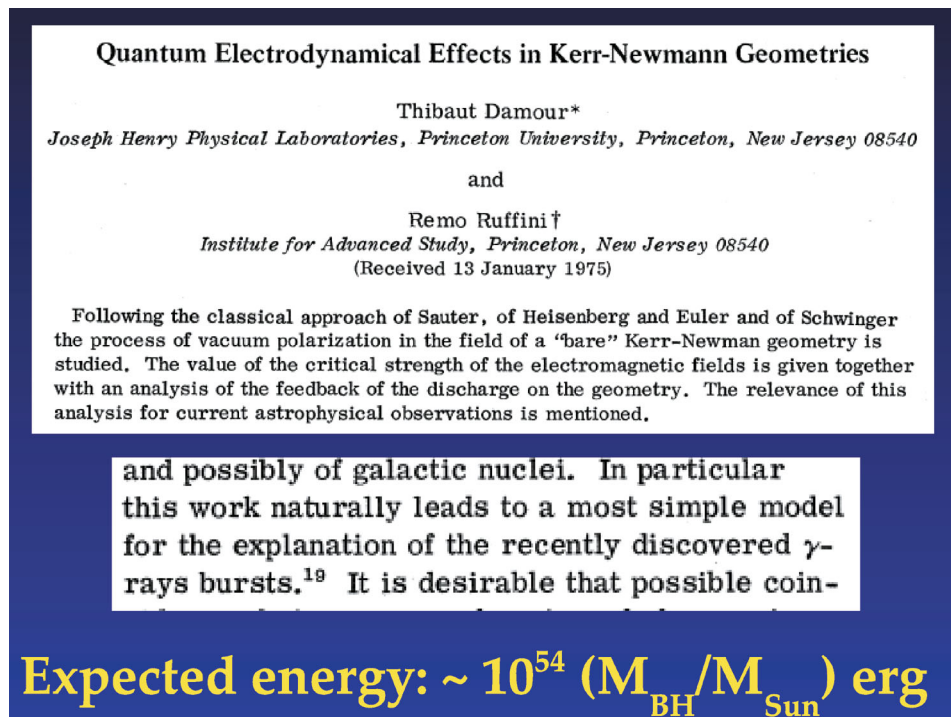 Quantum Electrodynamical Effects in Kerr-Newmann Geometries
Thibaut Damour*
Joseph Henry Physical Laboratories, Princeton University, Princeton, New Jersey 08540
and
Remo Ruffini†
Institute for Advanced Study, Princeton, New Jersey 08540
(Received 13 January 1975)
Following the classical approach of Sauter, of Heisenberg and Euler and of Schwinger
the process of vacuum polarization in the field of a "bare" Kerr-Newman geometry is
studied. The value of the critical strength of the electromagnetic fields is given together
with an analysis of the feedback of the discharge on the geometry. The relevance of this
analysis for current astrophysical observations is mentioned.
and possibly of galactic nuclei. In particular
this work naturally leads to a most simple model
for the explanation of the recently discovered γ-
rays bursts.¹⁹ It is desirable that possible coin-
Expected energy: ~ 10⁵⁴ (M_BH/M_Sun) erg